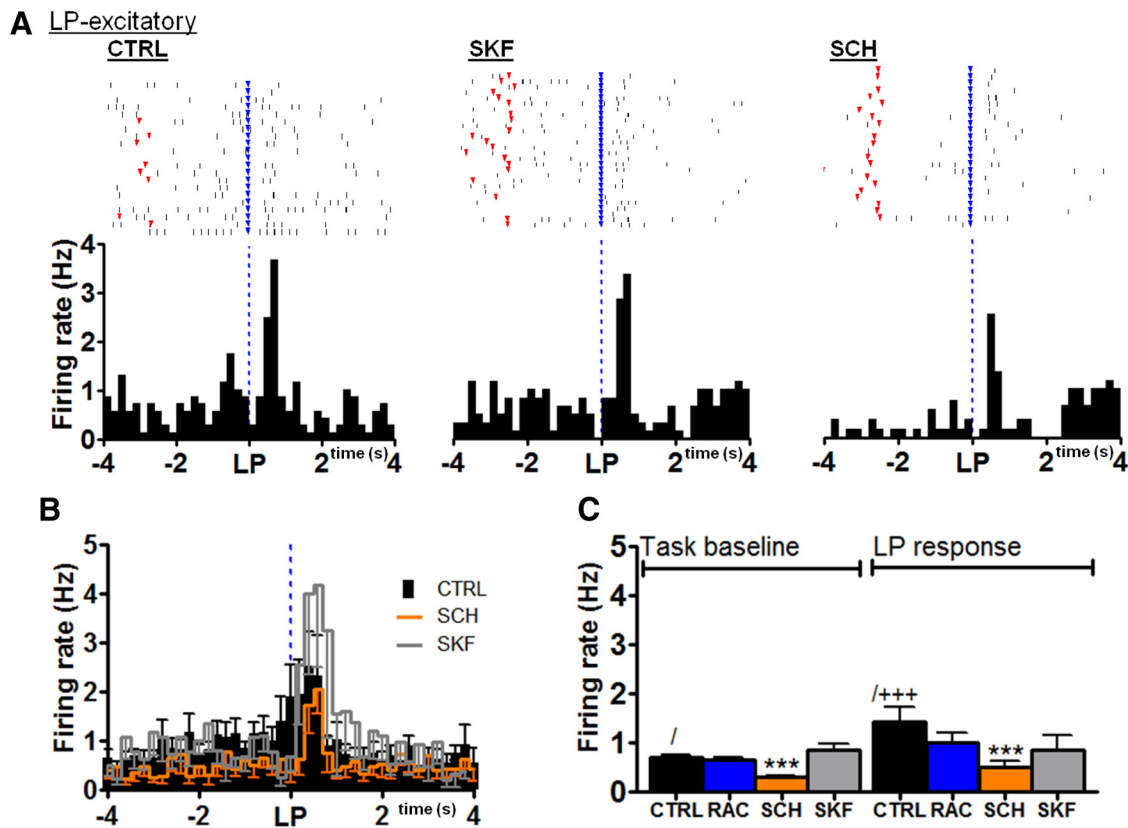 A LP-excitatory
CTRL SKF SCH
Firing rate (Hz)
4
3
2
1
0
-4 -2 LP 2 time (s) 4
-4 -2 LP 2 time (s) 4
-4 -2 LP 2 time (s) 4
B
Firing rate (Hz)
5
4
3
2
1
0
CTRL
SCH
SKF
-4 -2 LP 2 time (s) 4
C
Firing rate (Hz)
5
4
3
2
1
0
Task baseline LP response
/ *** /+++ ***
CTRL RAC SCH SKF CTRL RAC SCH SKF